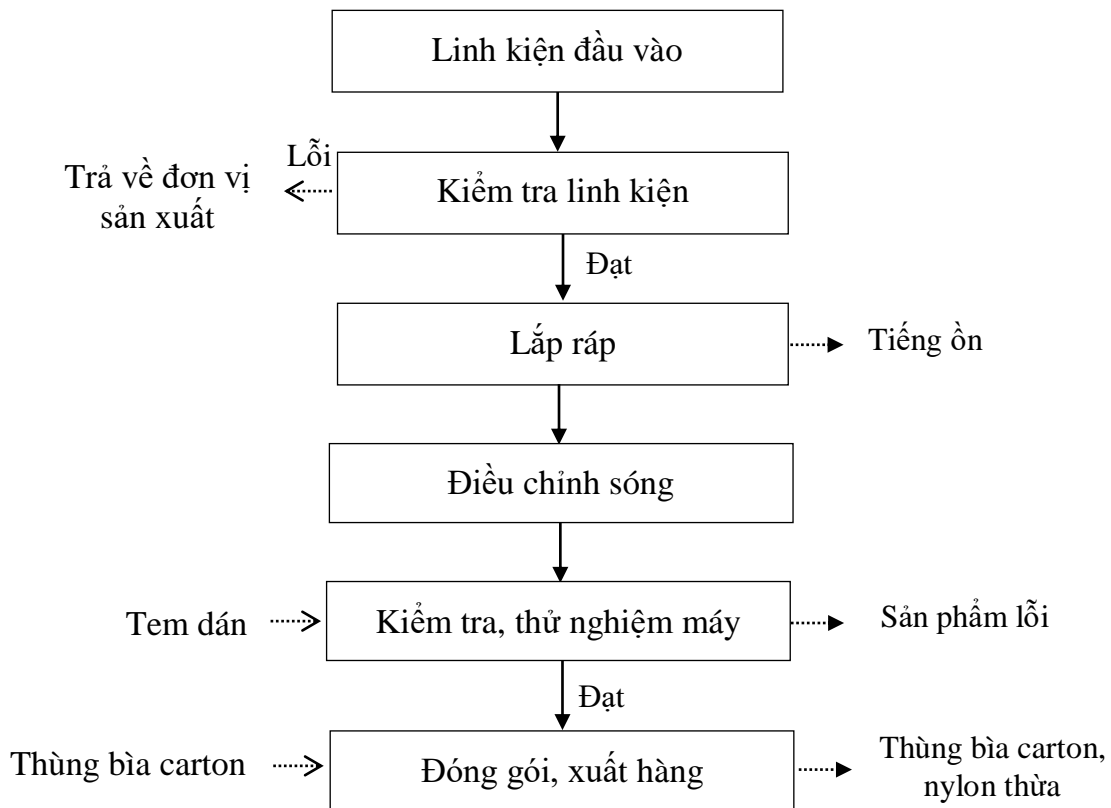 Linh kiện đầu vào
Lỗi
Trả về đơn vị
sản xuất
Kiểm tra linh kiện
Đạt
Lắp ráp
Tiếng ồn
Điều chỉnh sóng
Tem dán
Kiểm tra, thử nghiệm máy
Sản phẩm lỗi
Đạt
Thùng bìa carton
Đóng gói, xuất hàng
Thùng bìa carton,
nylon thừa